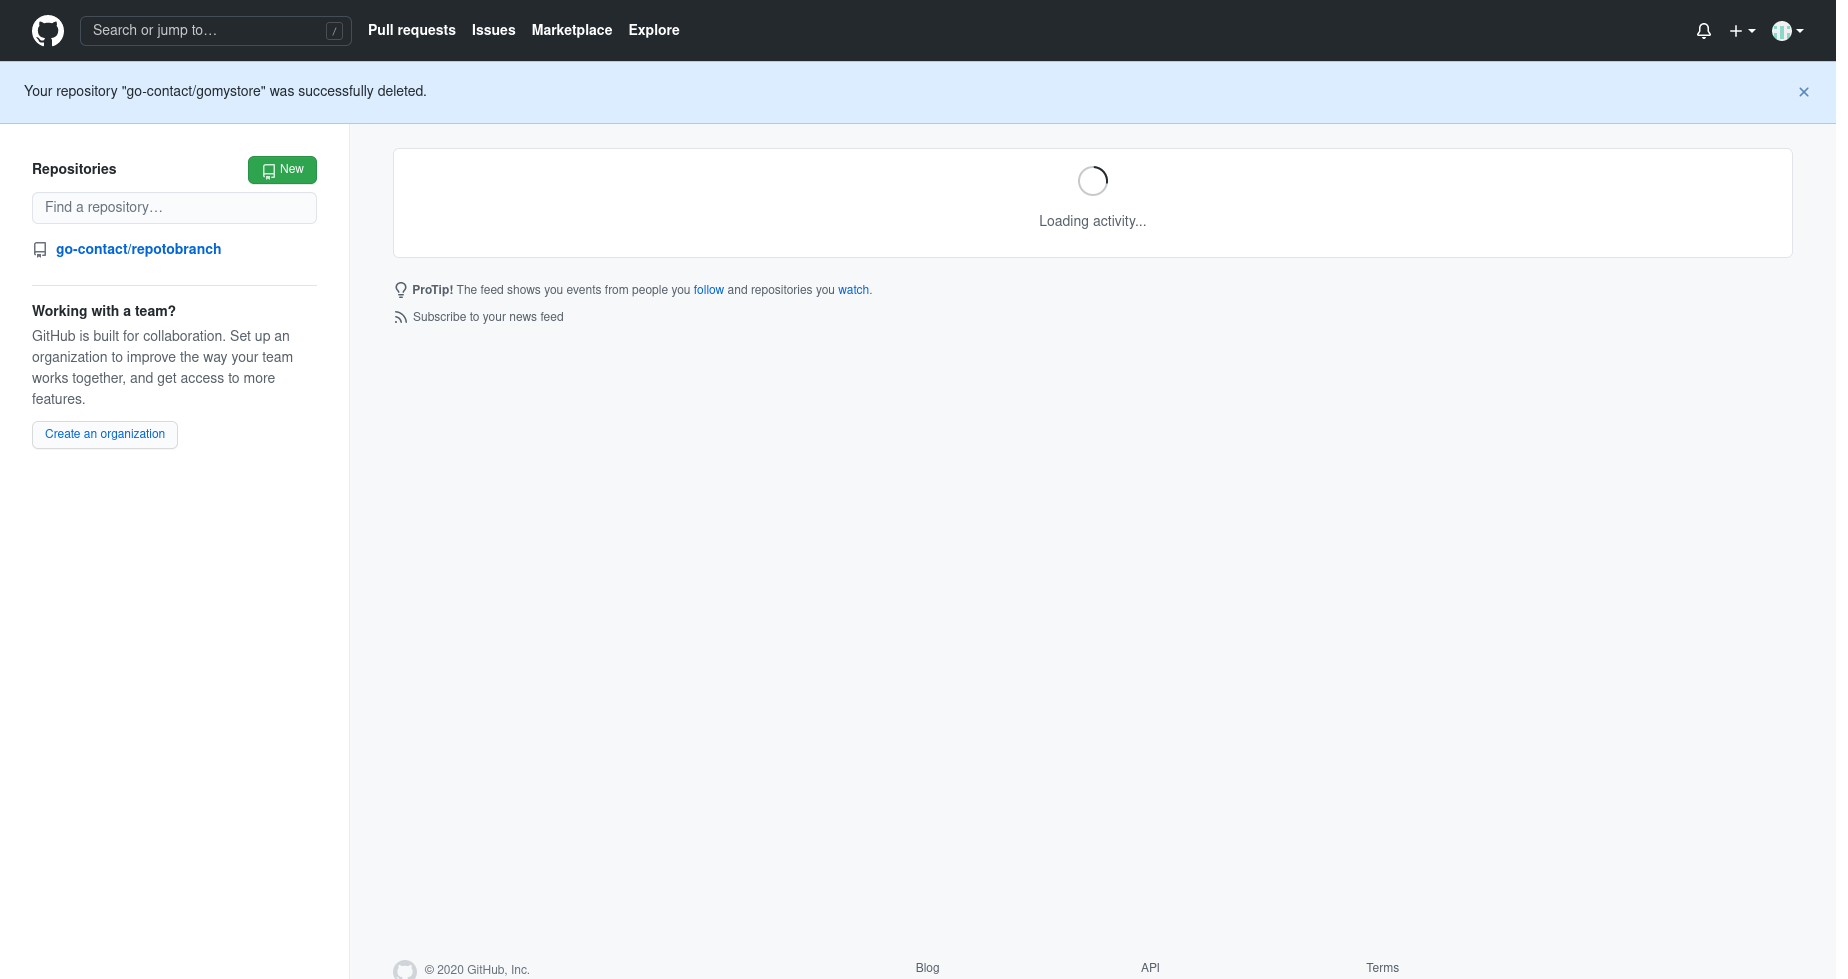 Search or jump to…
/
Pull requests
Issues
Marketplace
Explore
Your repository "go-contact/gomystore" was successfully deleted.
Repositories
New
Find a repository…
go-contact/repotobranch
Working with a team?
GitHub is built for collaboration. Set up an
organization to improve the way your team
works together, and get access to more
features.
Create an organization
Loading activity...
ProTip! The feed shows you events from people you follow and repositories you watch.
Subscribe to your news feed
© 2020 GitHub, Inc.
Blog
API
Terms